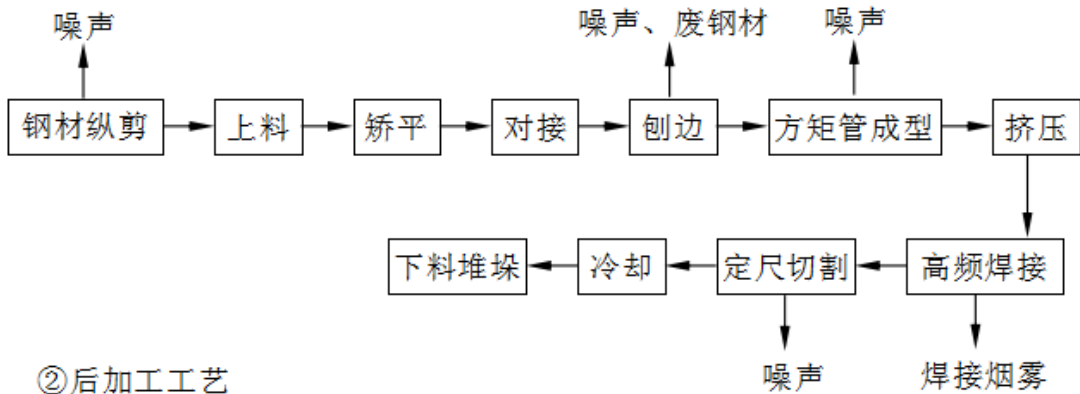 噪声
噪声、废钢材
噪声
钢材纵剪
上料
矫平
对接
刨边
方矩管成型
挤压
下料堆垛
冷却
定尺切割
高频焊接
噪声
焊接烟雾
②后加工工艺